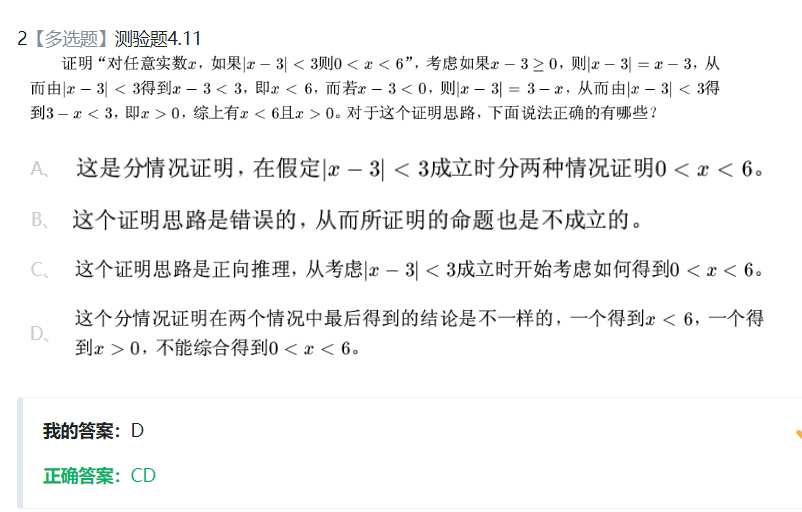 2【多选题】测验题4.11
证明“对任意实数x，如果|x − 3| < 3则0 < x < 6”，考虑如果x − 3 ≥ 0，则|x − 3| = x − 3，从
而由|x − 3| < 3得到x − 3 < 3，即x < 6，而若x − 3 < 0，则|x − 3| = 3 − x，从而由|x − 3| < 3得
到3 − x < 3，即x > 0，综上有x < 6且x > 0。对于这个证明思路，下面说法正确的有哪些？
A、 这是分情况证明，在假定|x − 3| < 3成立时分两种情况证明0 < x < 6。
B、 这个证明思路是错误的，从而所证明的命题也是不成立的。
C、 这个证明思路是正向推理，从考虑|x − 3| < 3成立时开始考虑如何得到0 < x < 6。
D、 这个分情况证明在两个情况中最后得到的结论是不一样的，一个得到x < 6，一个得
到x > 0，不能综合得到0 < x < 6。
我的答案：D
正确答案：CD